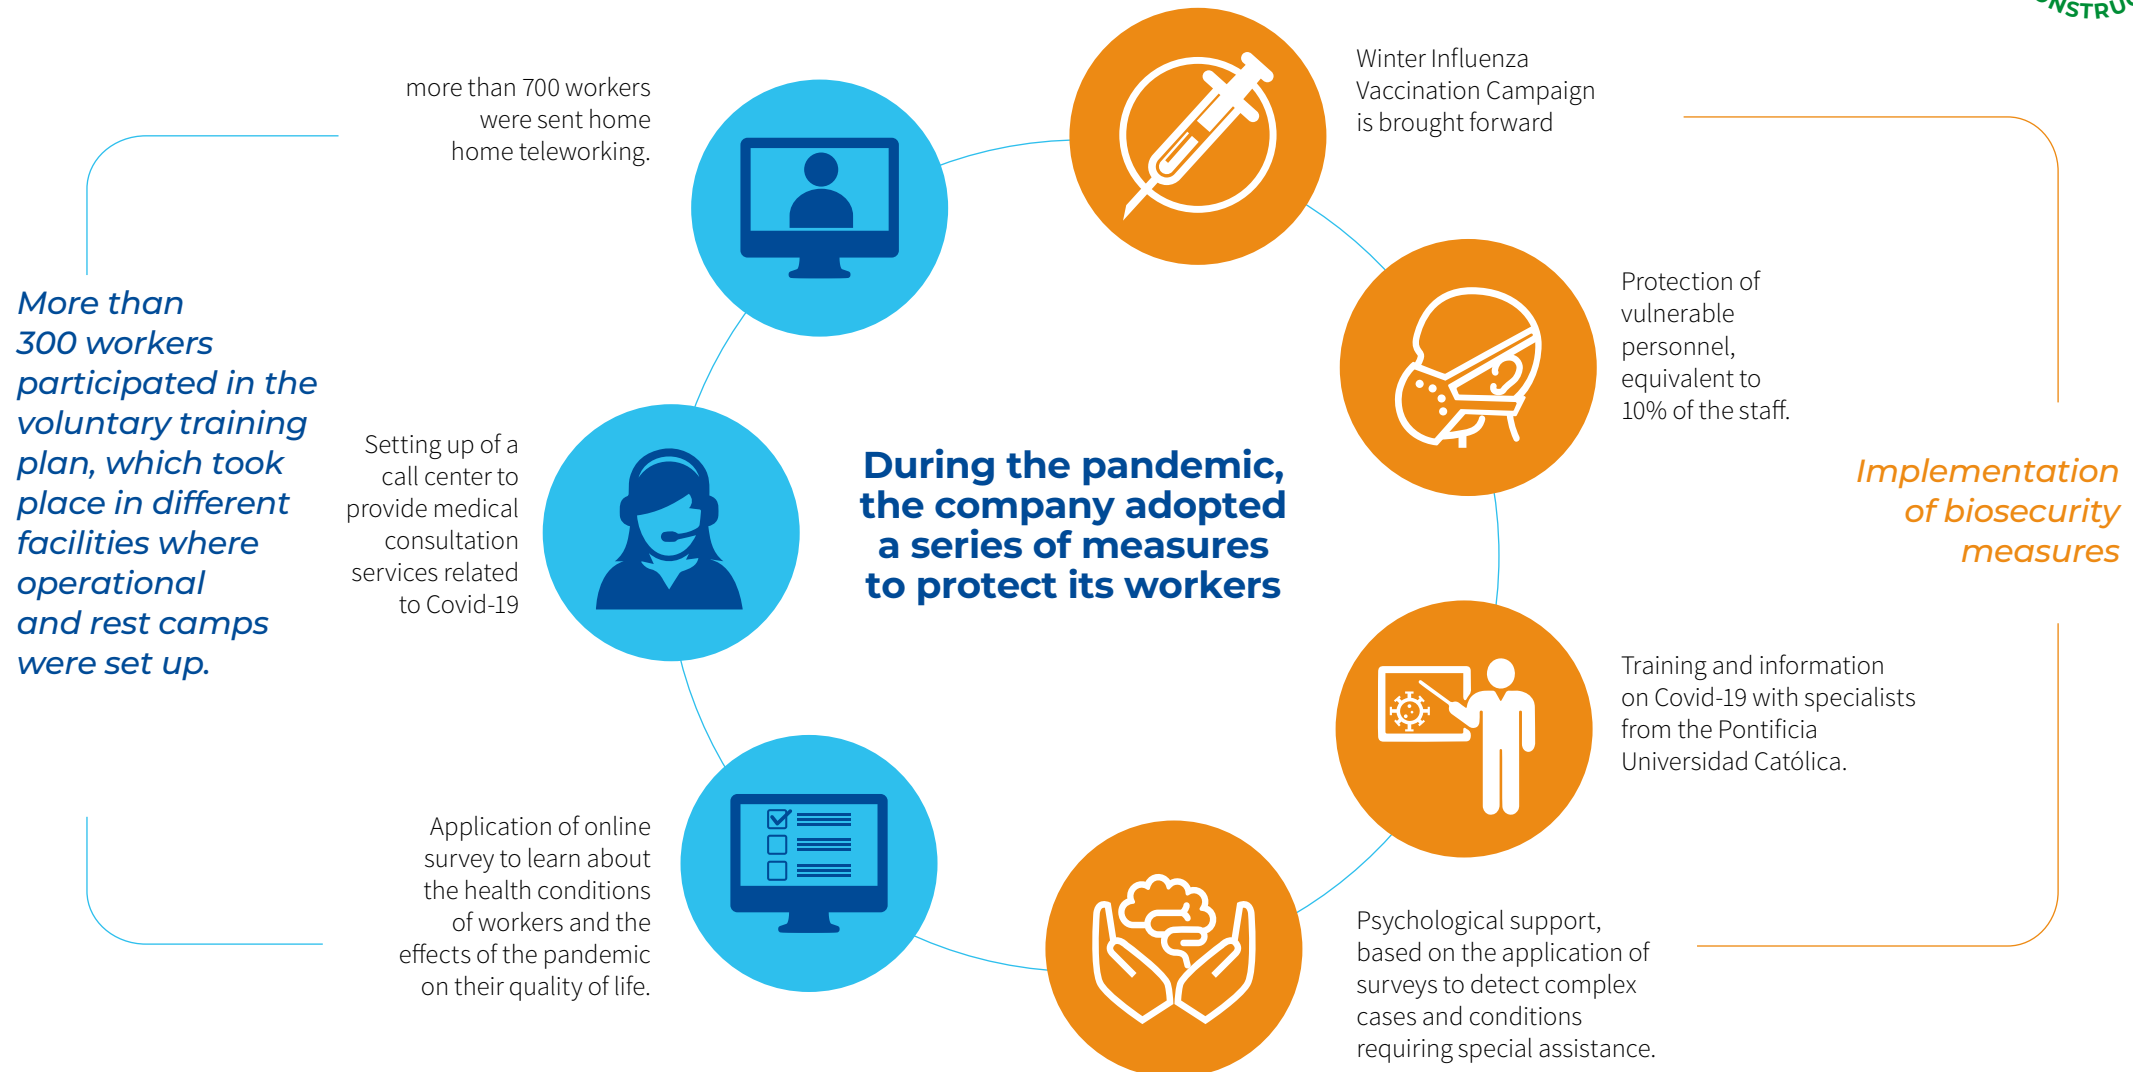 more than 700 workers
were sent home
home teleworking.
Winter Influenza
Vaccination Campaign
is brought forward
More than
300 workers
participated in the
voluntary training
plan, which took
place in different
facilities where
operational
and rest camps
were set up.
Protection of
vulnerable
personnel,
equivalent to
10% of the staff.
Setting up of a
call center to
provide medical
consultation
services related
to Covid-19
During the pandemic,
the company adopted
a series of measures
to protect its workers
Implementation
of biosecurity
measures
Training and information
on Covid-19 with specialists
from the Pontificia
Universidad Católica.
Application of online
survey to learn about
the health conditions
of workers and the
effects of the pandemic
on their quality of life.
Psychological support,
based on the application of
surveys to detect complex
cases and conditions
requiring special assistance.